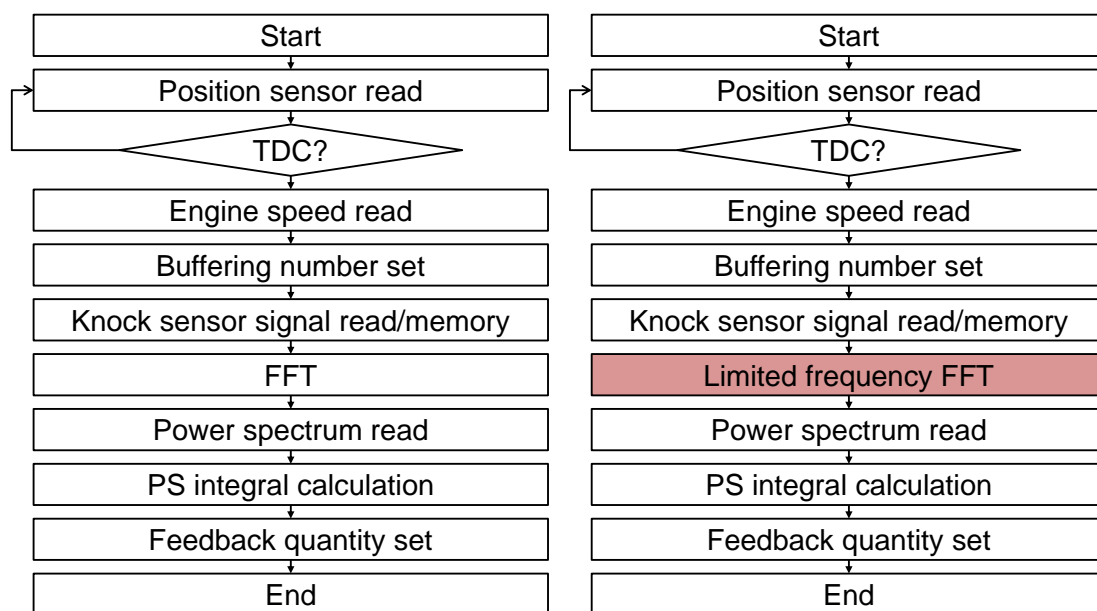 Start
Position sensor read
TDC?
Engine speed read
Buffering number set
Knock sensor signal read/memory
FFT
Power spectrum read
PS integral calculation
Feedback quantity set
End
Start
Position sensor read
TDC?
Engine speed read
Buffering number set
Knock sensor signal read/memory
Limited frequency FFT
Power spectrum read
PS integral calculation
Feedback quantity set
End